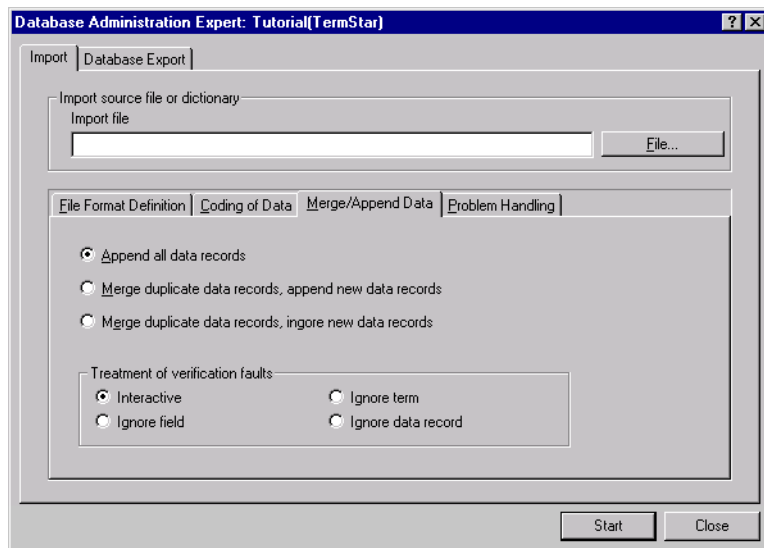 Database Administration Expert: Tutorial(TermStar)
Import Database Export
Import source file or dictionary
Import file
File...
File Format Definition Coding of Data Merge/Append Data Problem Handling
Append all data records
Merge duplicate data records, append new data records
Merge duplicate data records, ingore new data records
Treatment of verification faults
Interactive Ignore term
Ignore field Ignore data record
Start Close